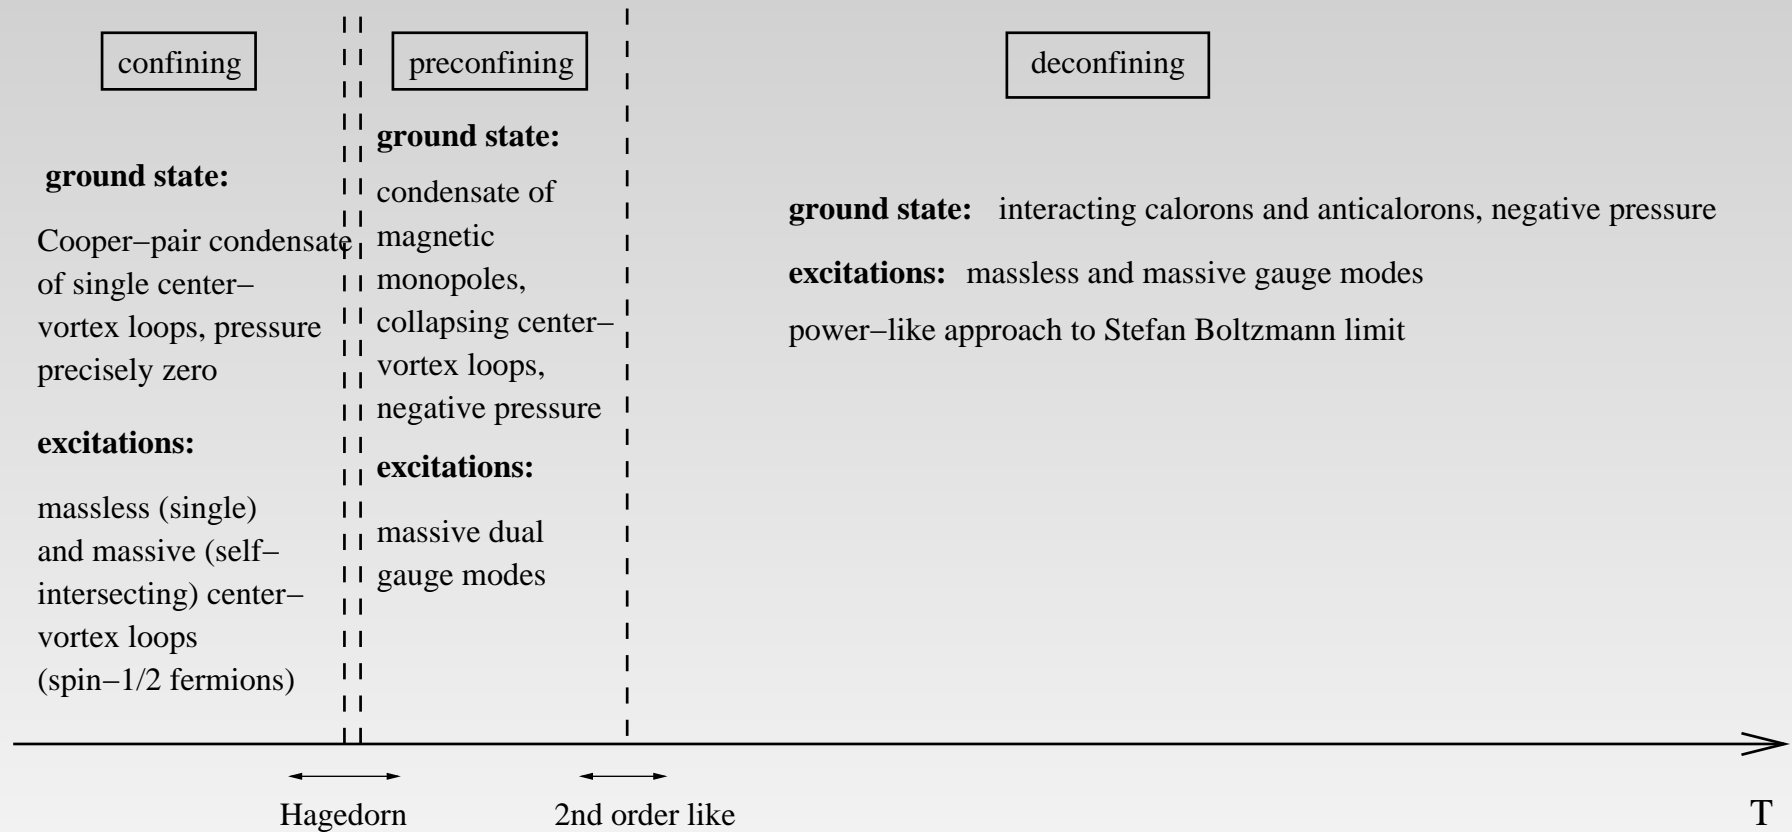 confining
ground state:
Cooper−pair condensate
of single center−
vortex loops, pressure
precisely zero
excitations:
massless (single)
and massive (self−
intersecting) center−
vortex loops
(spin−1/2 fermions)
preconfining
ground state:
condensate of
magnetic
monopoles,
collapsing center−
vortex loops,
negative pressure
excitations:
massive dual
gauge modes
deconfining
ground state: interacting calorons and anticalorons, negative pressure
excitations: massless and massive gauge modes
power−like approach to Stefan Boltzmann limit
Hagedorn
2nd order like
T